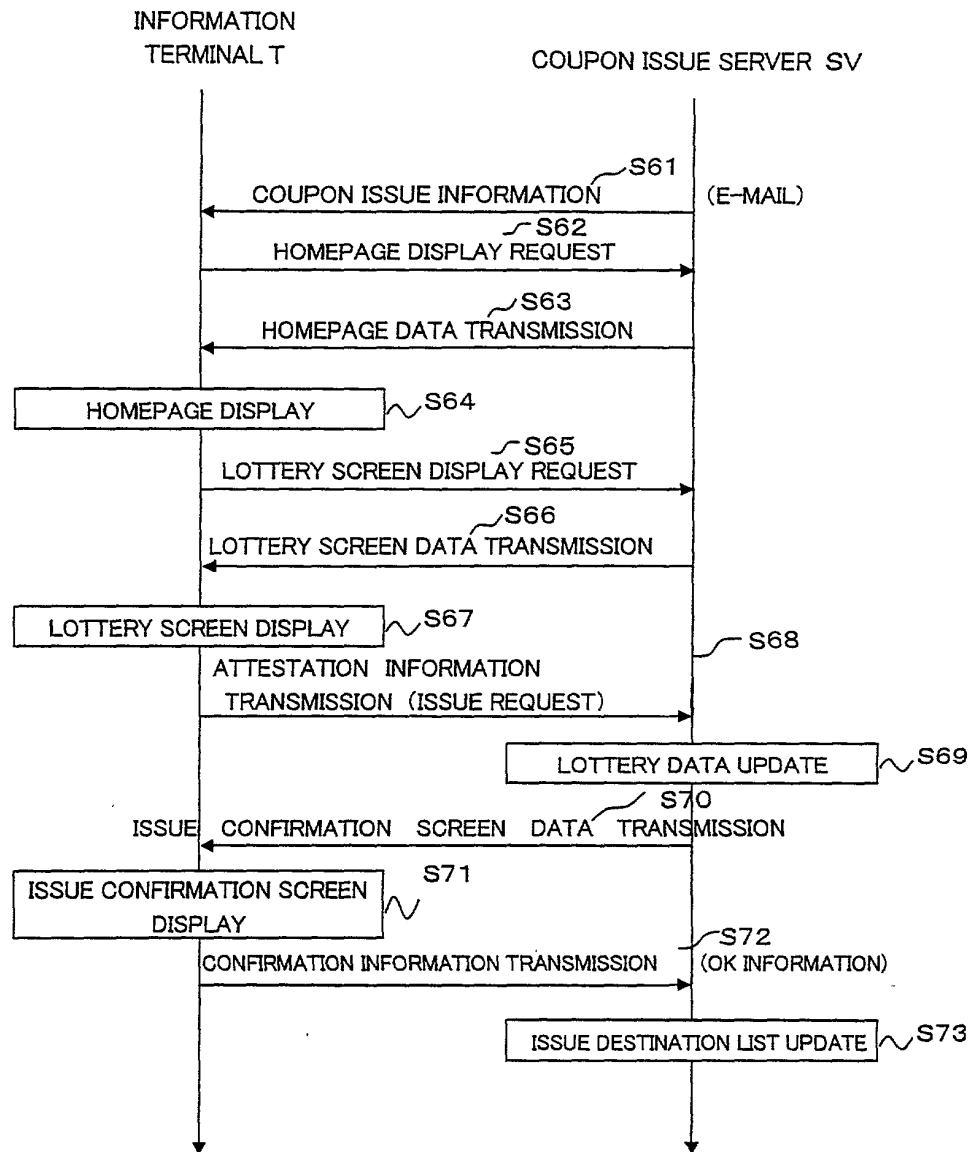 INFORMATION
TERMINAL T
COUPON ISSUE SERVER SV
S61
COUPON ISSUE INFORMATION
(E-MAIL)
S62
HOMEPAGE DISPLAY REQUEST
S63
HOMEPAGE DATA TRANSMISSION
HOMEPAGE DISPLAY
S64
S65
LOTTERY SCREEN DISPLAY REQUEST
S66
LOTTERY SCREEN DATA TRANSMISSION
LOTTERY SCREEN DISPLAY
S67
S68
ATTESTATION INFORMATION
TRANSMISSION (ISSUE REQUEST)
LOTTERY DATA UPDATE
S69
S70
ISSUE CONFIRMATION SCREEN DATA TRANSMISSION
S71
ISSUE CONFIRMATION SCREEN
DISPLAY
S72
CONFIRMATION INFORMATION TRANSMISSION
(OK INFORMATION)
ISSUE DESTINATION LIST UPDATE
S73